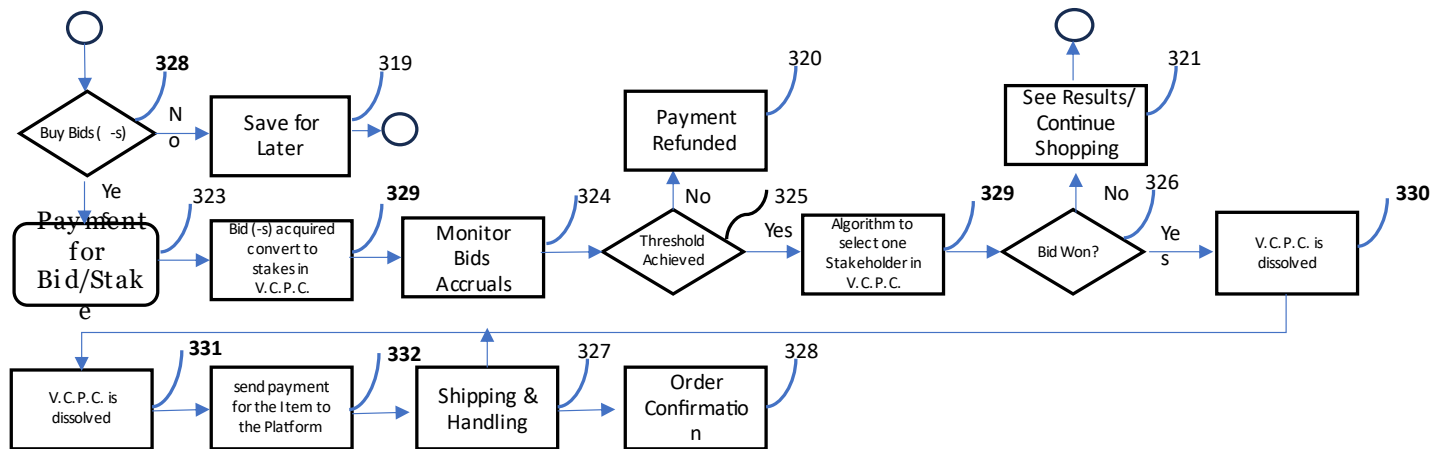 328
319
320
321
Buy Bids ( -s)
N
o
Save for
Later
Payment
Refunded
See Results/
Continue
Shopping
Ye
s
323
329
324
No
325
No
326
329
330
Payment
for
Bid/Stak
e
Bid (-s) acquired
convert to
stakes in
V.C.P.C.
Monitor
Bids
Accruals
Threshold
Achieved
Yes
Algorithm to
select one
Stakeholder in
V.C.P.C.
Bid Won?
Ye
s
V.C.P.C. is
dissolved
331
332
327
328
V.C.P.C. is
dissolved
send payment
for the Item to
the Platform
Shipping &
Handling
Order
Confirmatio
n